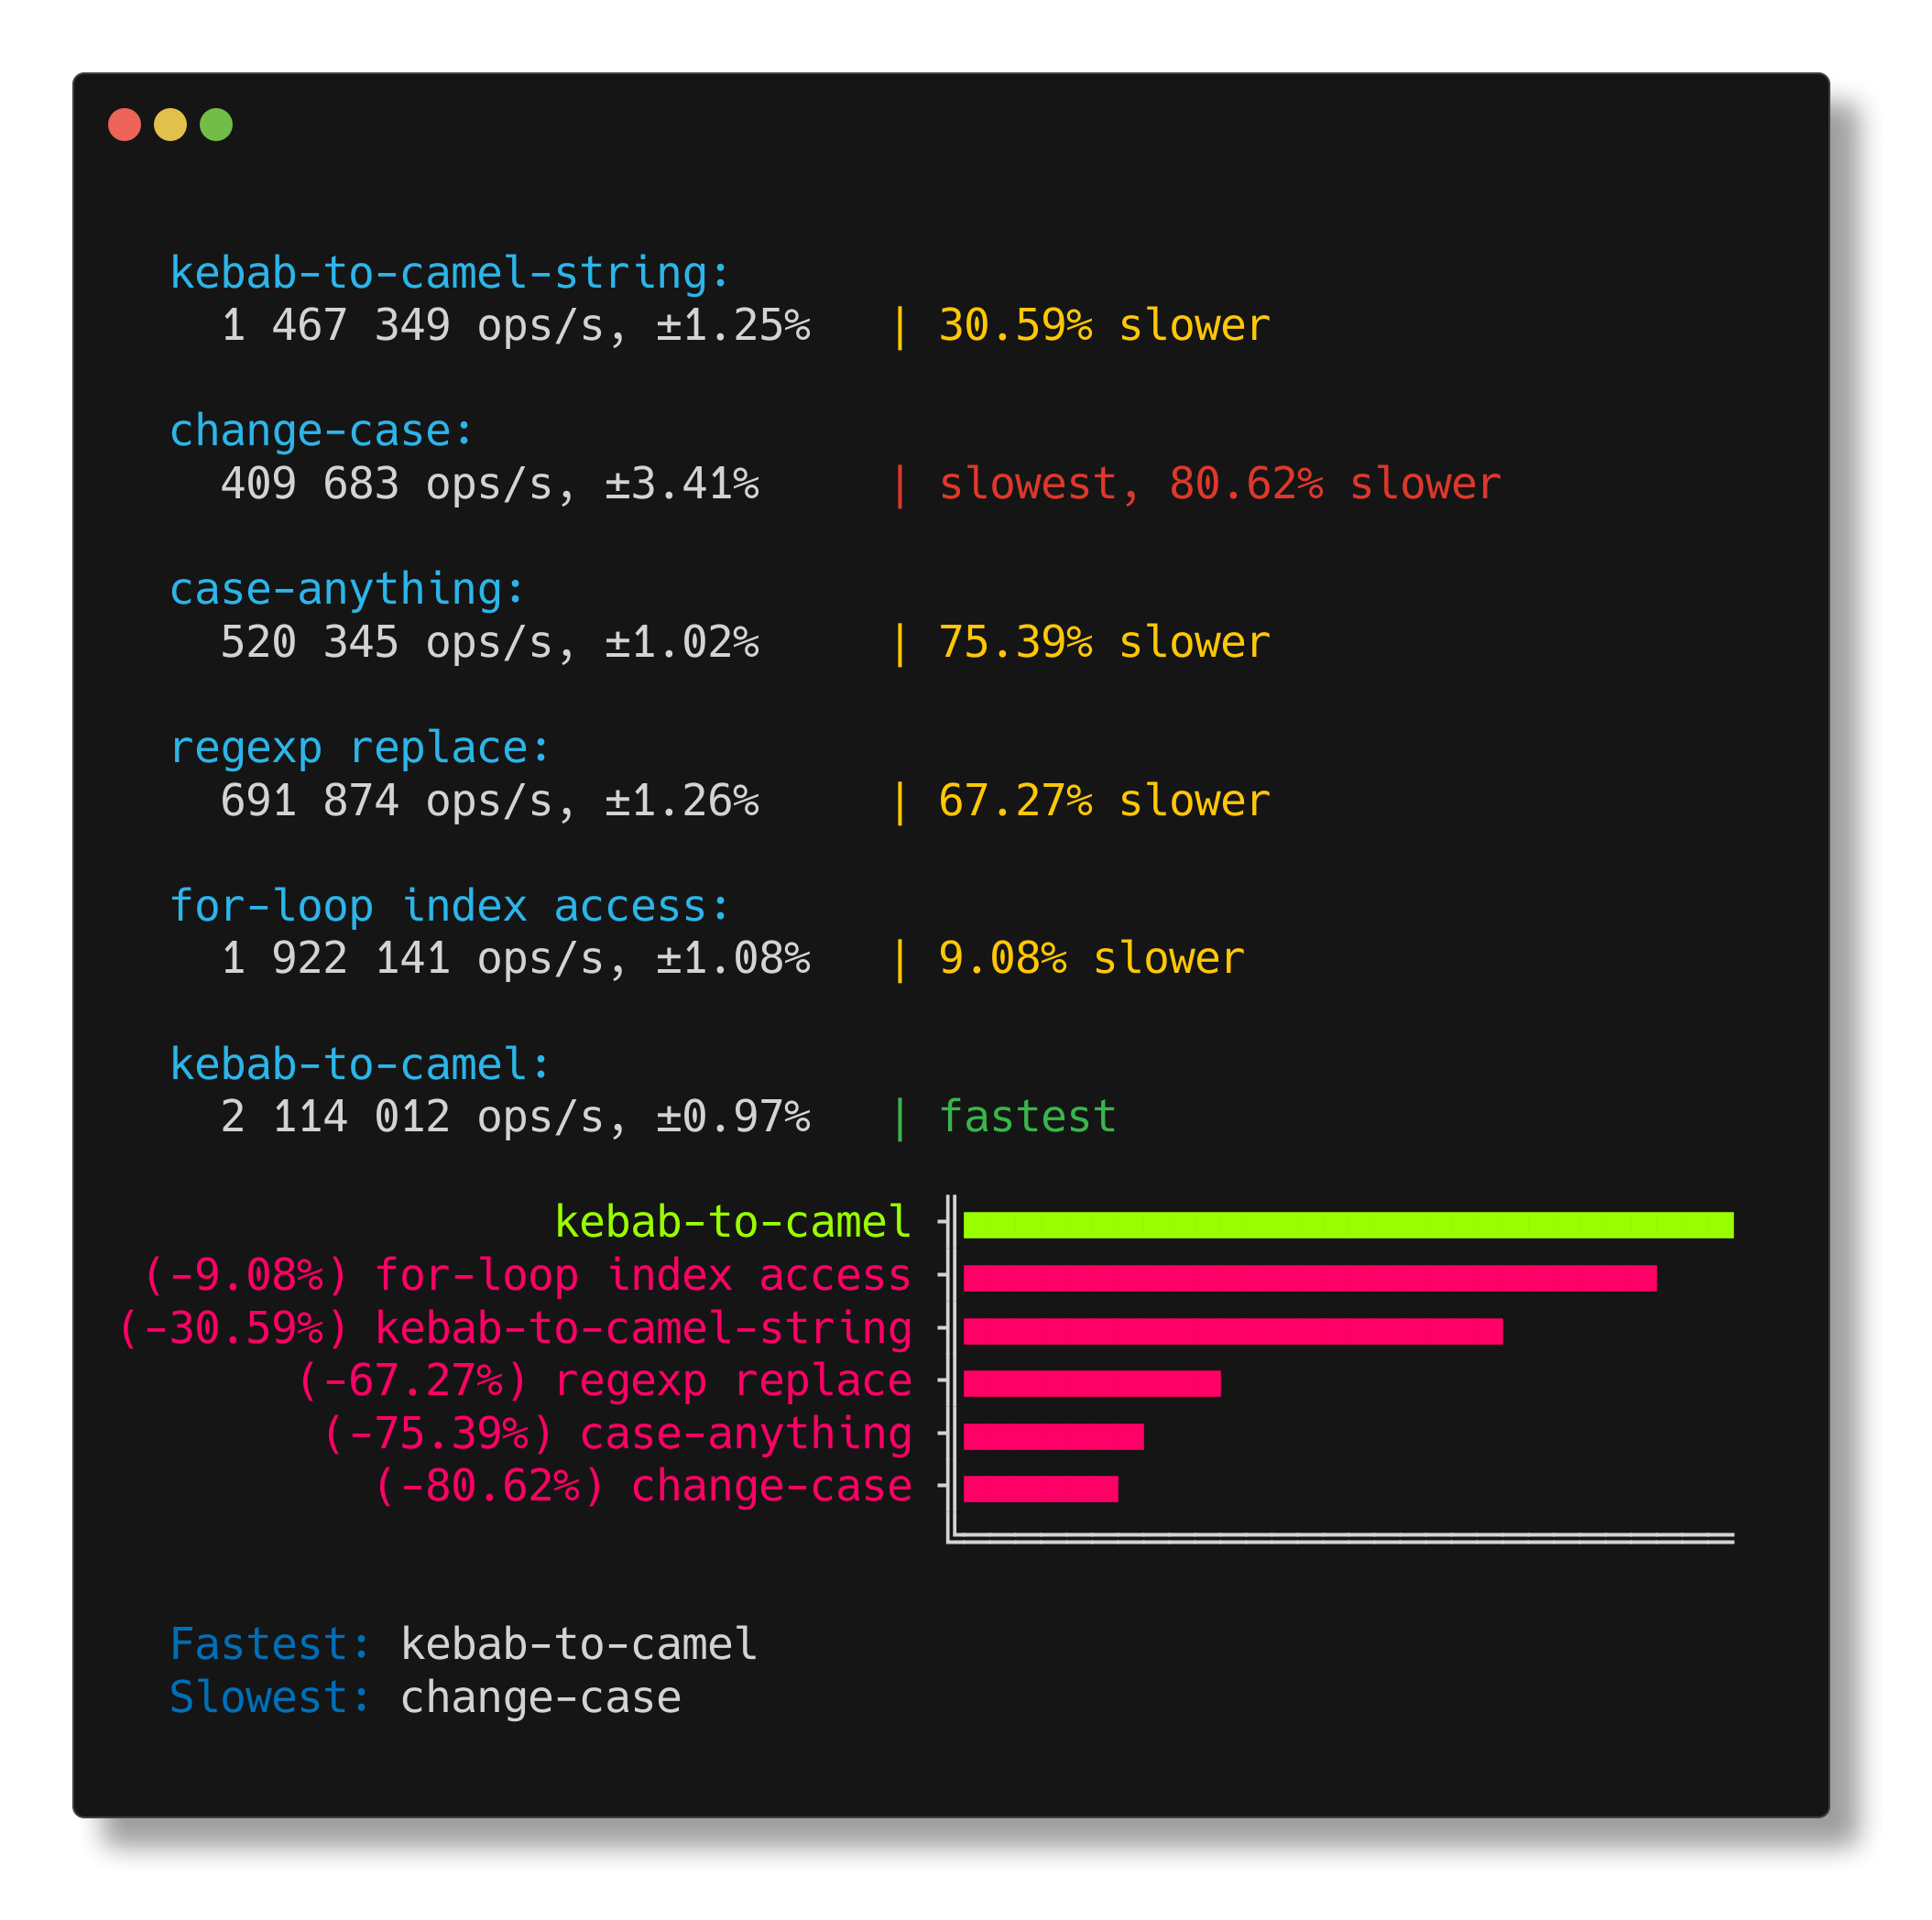 kebab-to-camel-string:
1 467 349 ops/s, ±1.25% | 30.59% slower
change-case:
409 683 ops/s, ±3.41% | slowest, 80.62% slower
case-anything:
520 345 ops/s, ±1.02% | 75.39% slower
regexp replace:
691 874 ops/s, ±1.26% | 67.27% slower
for-loop index access:
1 922 141 ops/s, ±1.08% | 9.08% slower
kebab-to-camel:
2 114 012 ops/s, ±0.97% | fastest
kebab-to-camel
(-9.08%) for-loop index access
(-30.59%) kebab-to-camel-string
(-67.27%) regexp replace
(-75.39%) case-anything
(-80.62%) change-case
Fastest: kebab-to-camel
Slowest: change-case